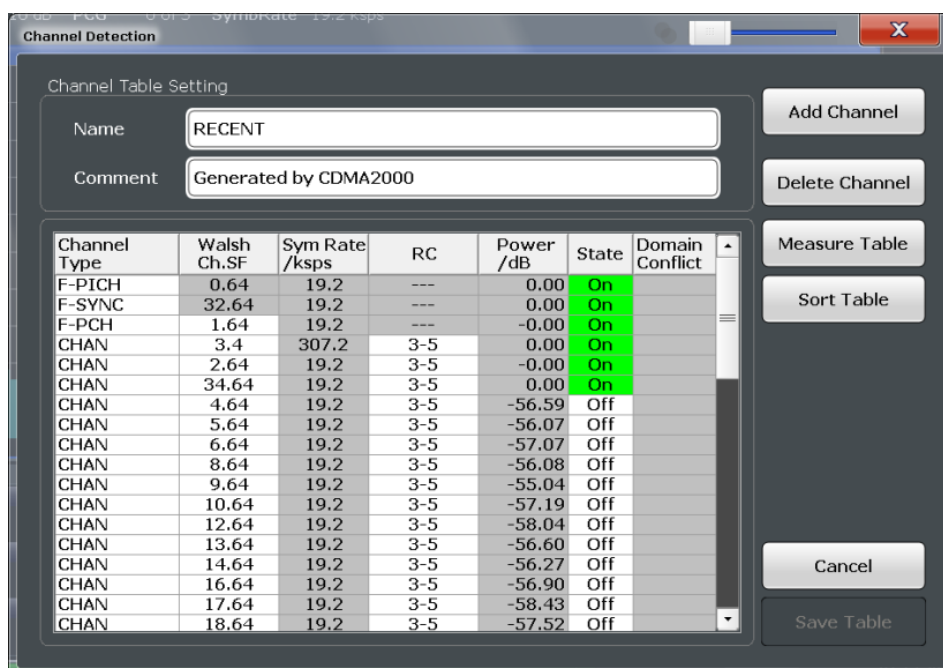 PCG 0 of 3 SymbRate 19.2 ksps
Channel Detection
X
Channel Table Setting
Name RECENT
Comment Generated by CDMA2000
Add Channel
Delete Channel
Measure Table
Sort Table
Channel Type Walsh Ch.SF Sym Rate /ksps RC Power /dB State Domain Conflict
F-PICH 0.64 19.2 --- 0.00 On
F-SYNC 32.64 19.2 --- 0.00 On
F-PCH 1.64 19.2 --- -0.00 On
CHAN 3.4 307.2 3-5 0.00 On
CHAN 2.64 19.2 3-5 -0.00 On
CHAN 34.64 19.2 3-5 0.00 On
CHAN 4.64 19.2 3-5 -56.59 Off
CHAN 5.64 19.2 3-5 -56.07 Off
CHAN 6.64 19.2 3-5 -57.07 Off
CHAN 8.64 19.2 3-5 -56.08 Off
CHAN 9.64 19.2 3-5 -55.04 Off
CHAN 10.64 19.2 3-5 -57.19 Off
CHAN 12.64 19.2 3-5 -58.04 Off
CHAN 13.64 19.2 3-5 -56.60 Off
CHAN 14.64 19.2 3-5 -56.27 Off
CHAN 16.64 19.2 3-5 -56.90 Off
CHAN 17.64 19.2 3-5 -58.43 Off
CHAN 18.64 19.2 3-5 -57.52 Off
Cancel
Save Table